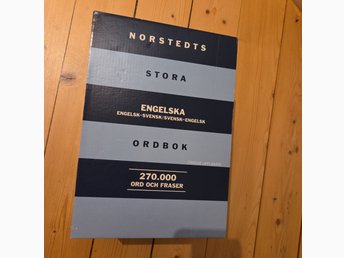 NORSTEDTS
STORA
ENGELSKA
ENGELSK-SVENSK/SVENSK-ENGELSK
ORDBOK
270.000
ORD OCH FRASER